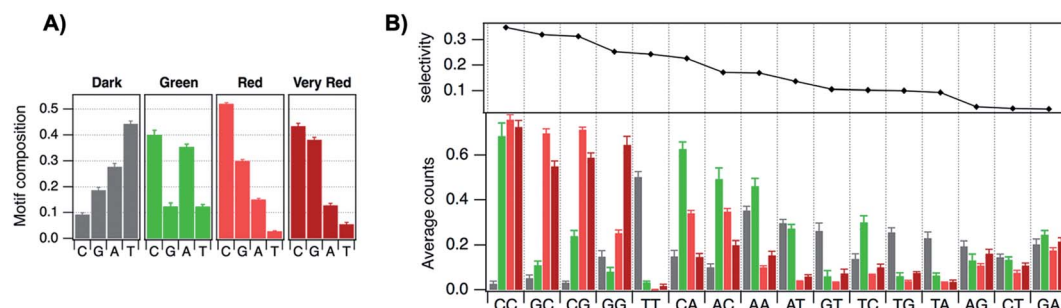 A)
Dark Green Red Very Red
Motif composition
0.5
0.4
0.3
0.2
0.1
0.0
C G A T C G A T C G A T C G A T
B)
selectivity
0.3
0.2
0.1
Average counts
0.6
0.4
0.2
0.0
CC GC CG GG TT CA AC AA AT GT TC TG TA AG CT GA